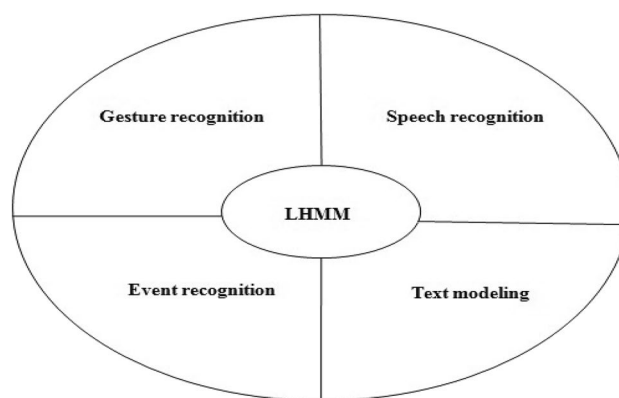 Gesture recognition
Speech recognition
LHMM
Event recognition
Text modeling